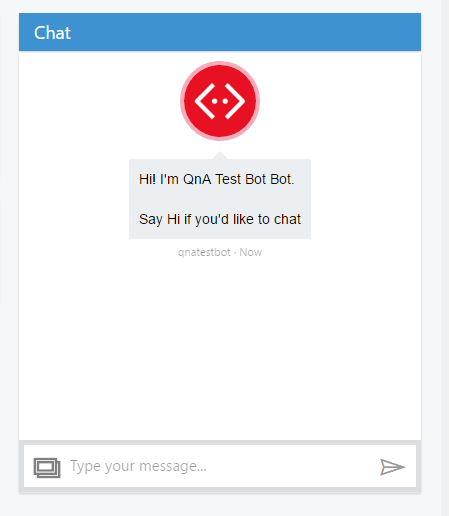 Chat
Hi! I'm QnA Test Bot Bot.
Say Hi if you'd like to chat
qnatestbot · Now
Type your message...